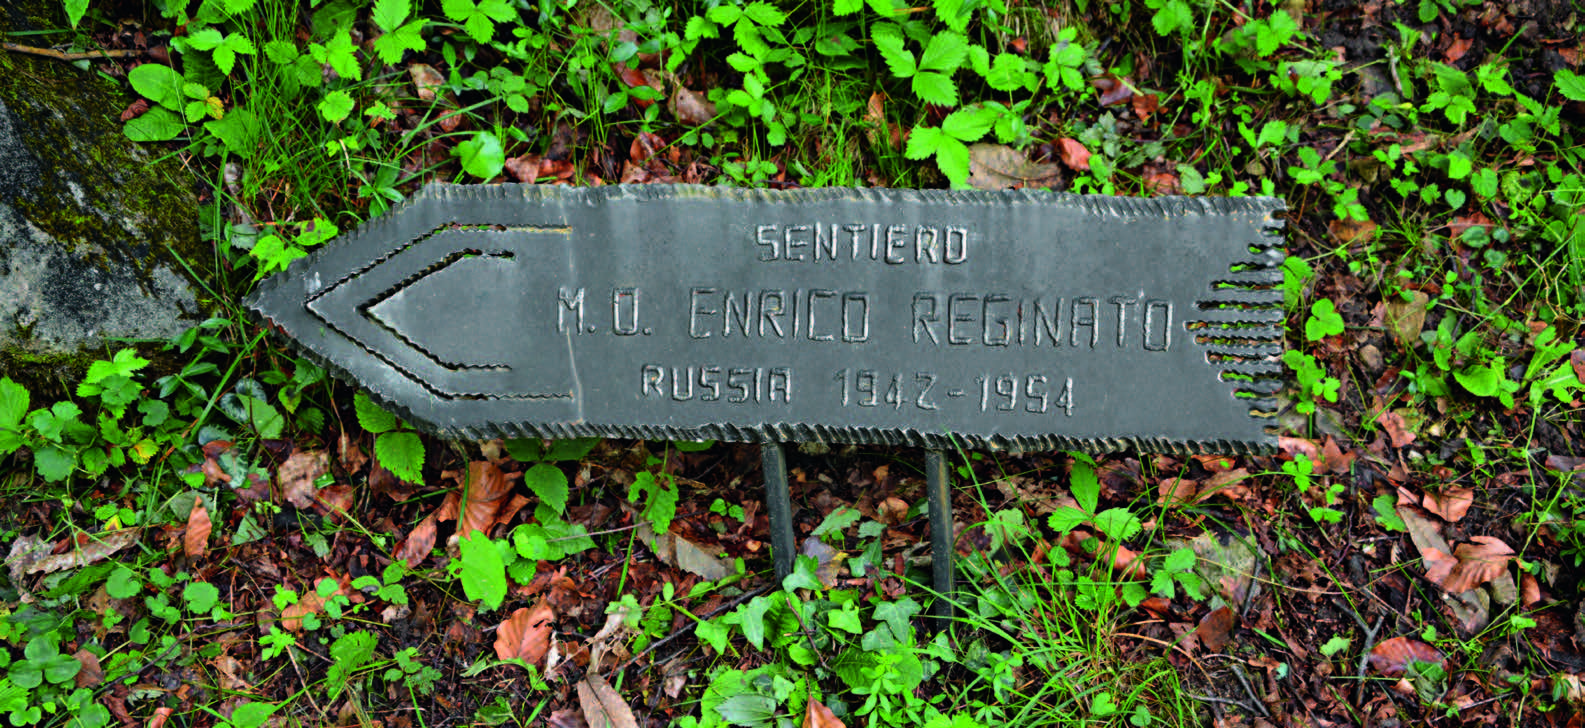 SENTIERO
M.O. ENRICO REGINATO
RUSSIA 1942-1954